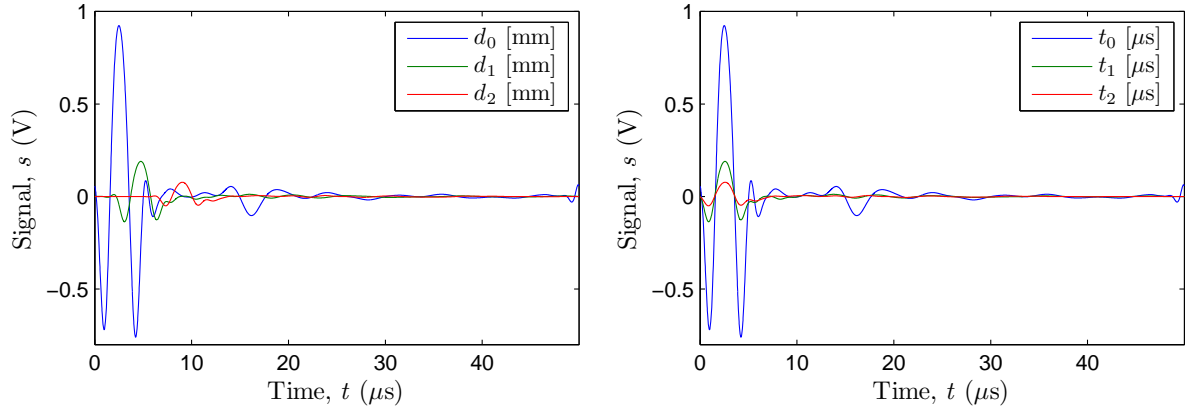 1
0.5
0
−0.5
0
10
20
30
40
Signal, s (V)
Time, t (μs)
d₀ [mm]
d₁ [mm]
d₂ [mm]
1
0.5
0
−0.5
0
10
20
30
40
Signal, s (V)
Time, t (μs)
t₀ [μs]
t₁ [μs]
t₂ [μs]